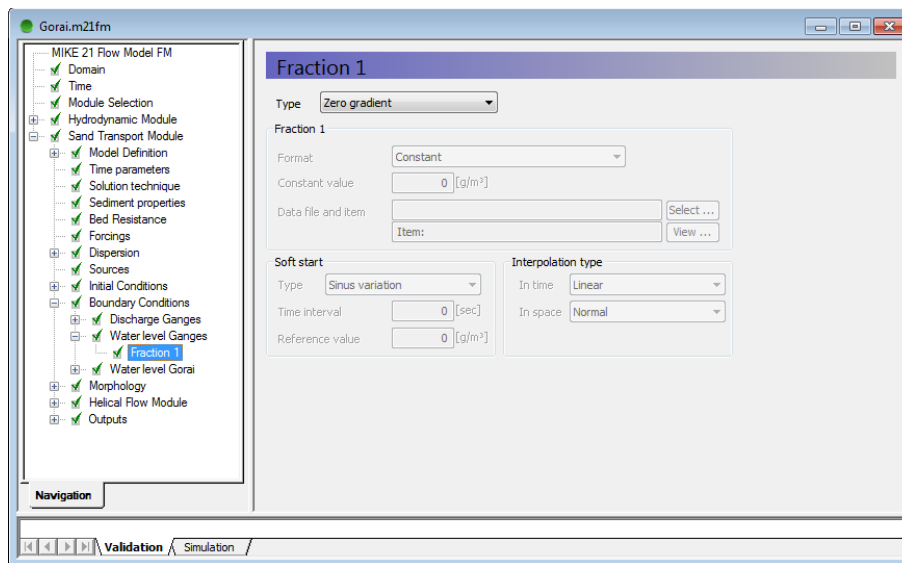 Gorai.m21fm
MIKE 21 Flow Model FM
Domain
Time
Module Selection
Hydrodynamic Module
Sand Transport Module
Model Definition
Time parameters
Solution technique
Sediment properties
Bed Resistance
Forcings
Dispersion
Sources
Initial Conditions
Boundary Conditions
Discharge Ganges
Water level Ganges
Fraction 1
Water level Gorai
Morphology
Helical Flow Module
Outputs
Navigation
Fraction 1
Type Zero gradient
Fraction 1
Format Constant
Constant value 0 [g/m³]
Data file and item Select ...
Item: View ...
Soft start
Type Sinus variation
Time interval 0 [sec]
Reference value 0 [g/m³]
Interpolation type
In time Linear
In space Normal
Validation Simulation